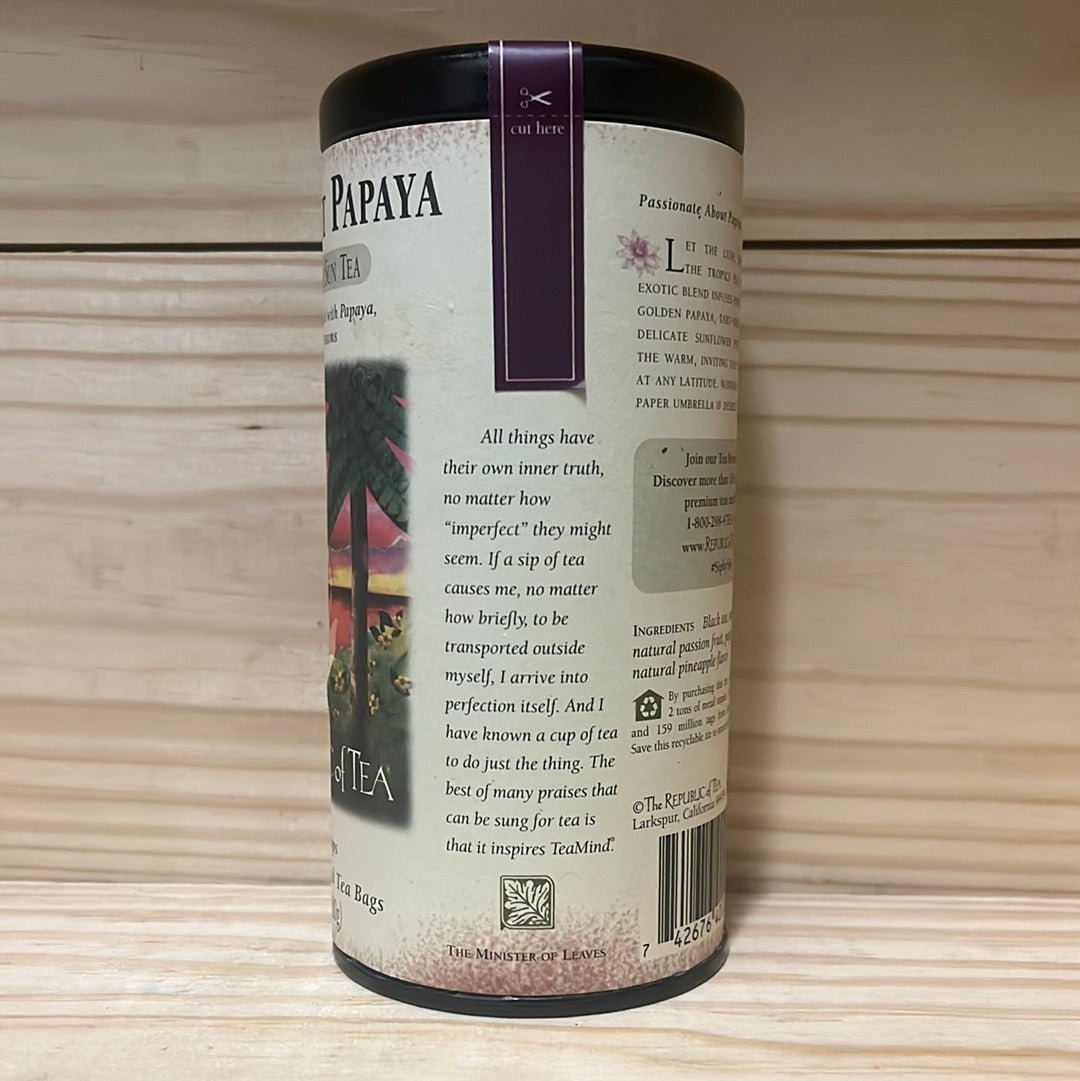 cut here
PAPAYA
SUN TEA
with Papaya,
All things have
their own inner truth,
no matter how
“imperfect” they might
seem. If a sip of tea
causes me, no matter
how briefly, to be
transported outside
myself, I arrive into
perfection itself. And I
have known a cup of tea
to do just the thing. The
best of many praises that
can be sung for tea is
that it inspires TeaMind®.
THE MINISTER OF LEAVES
of TEA
Tea Bags
Passionate About
LET THE
THE TROPICS
EXOTIC BLEND
GOLDEN PAPAYA,
DELICATE SUNFLOWER
THE WARM, INVITING
AT ANY LATITUDE.
PAPER UMBRELLA IF
Join our Tea
Discover more than
premium teas
1-800-298-
www.
INGREDIENTS Black tea,
natural passion fruit,
natural pineapple flavor
By purchasing this
2 tons of metal
and 159 million tags from
Save this recyclable tin
©The REPUBLIC of TEA
Larkspur, California
7 42676